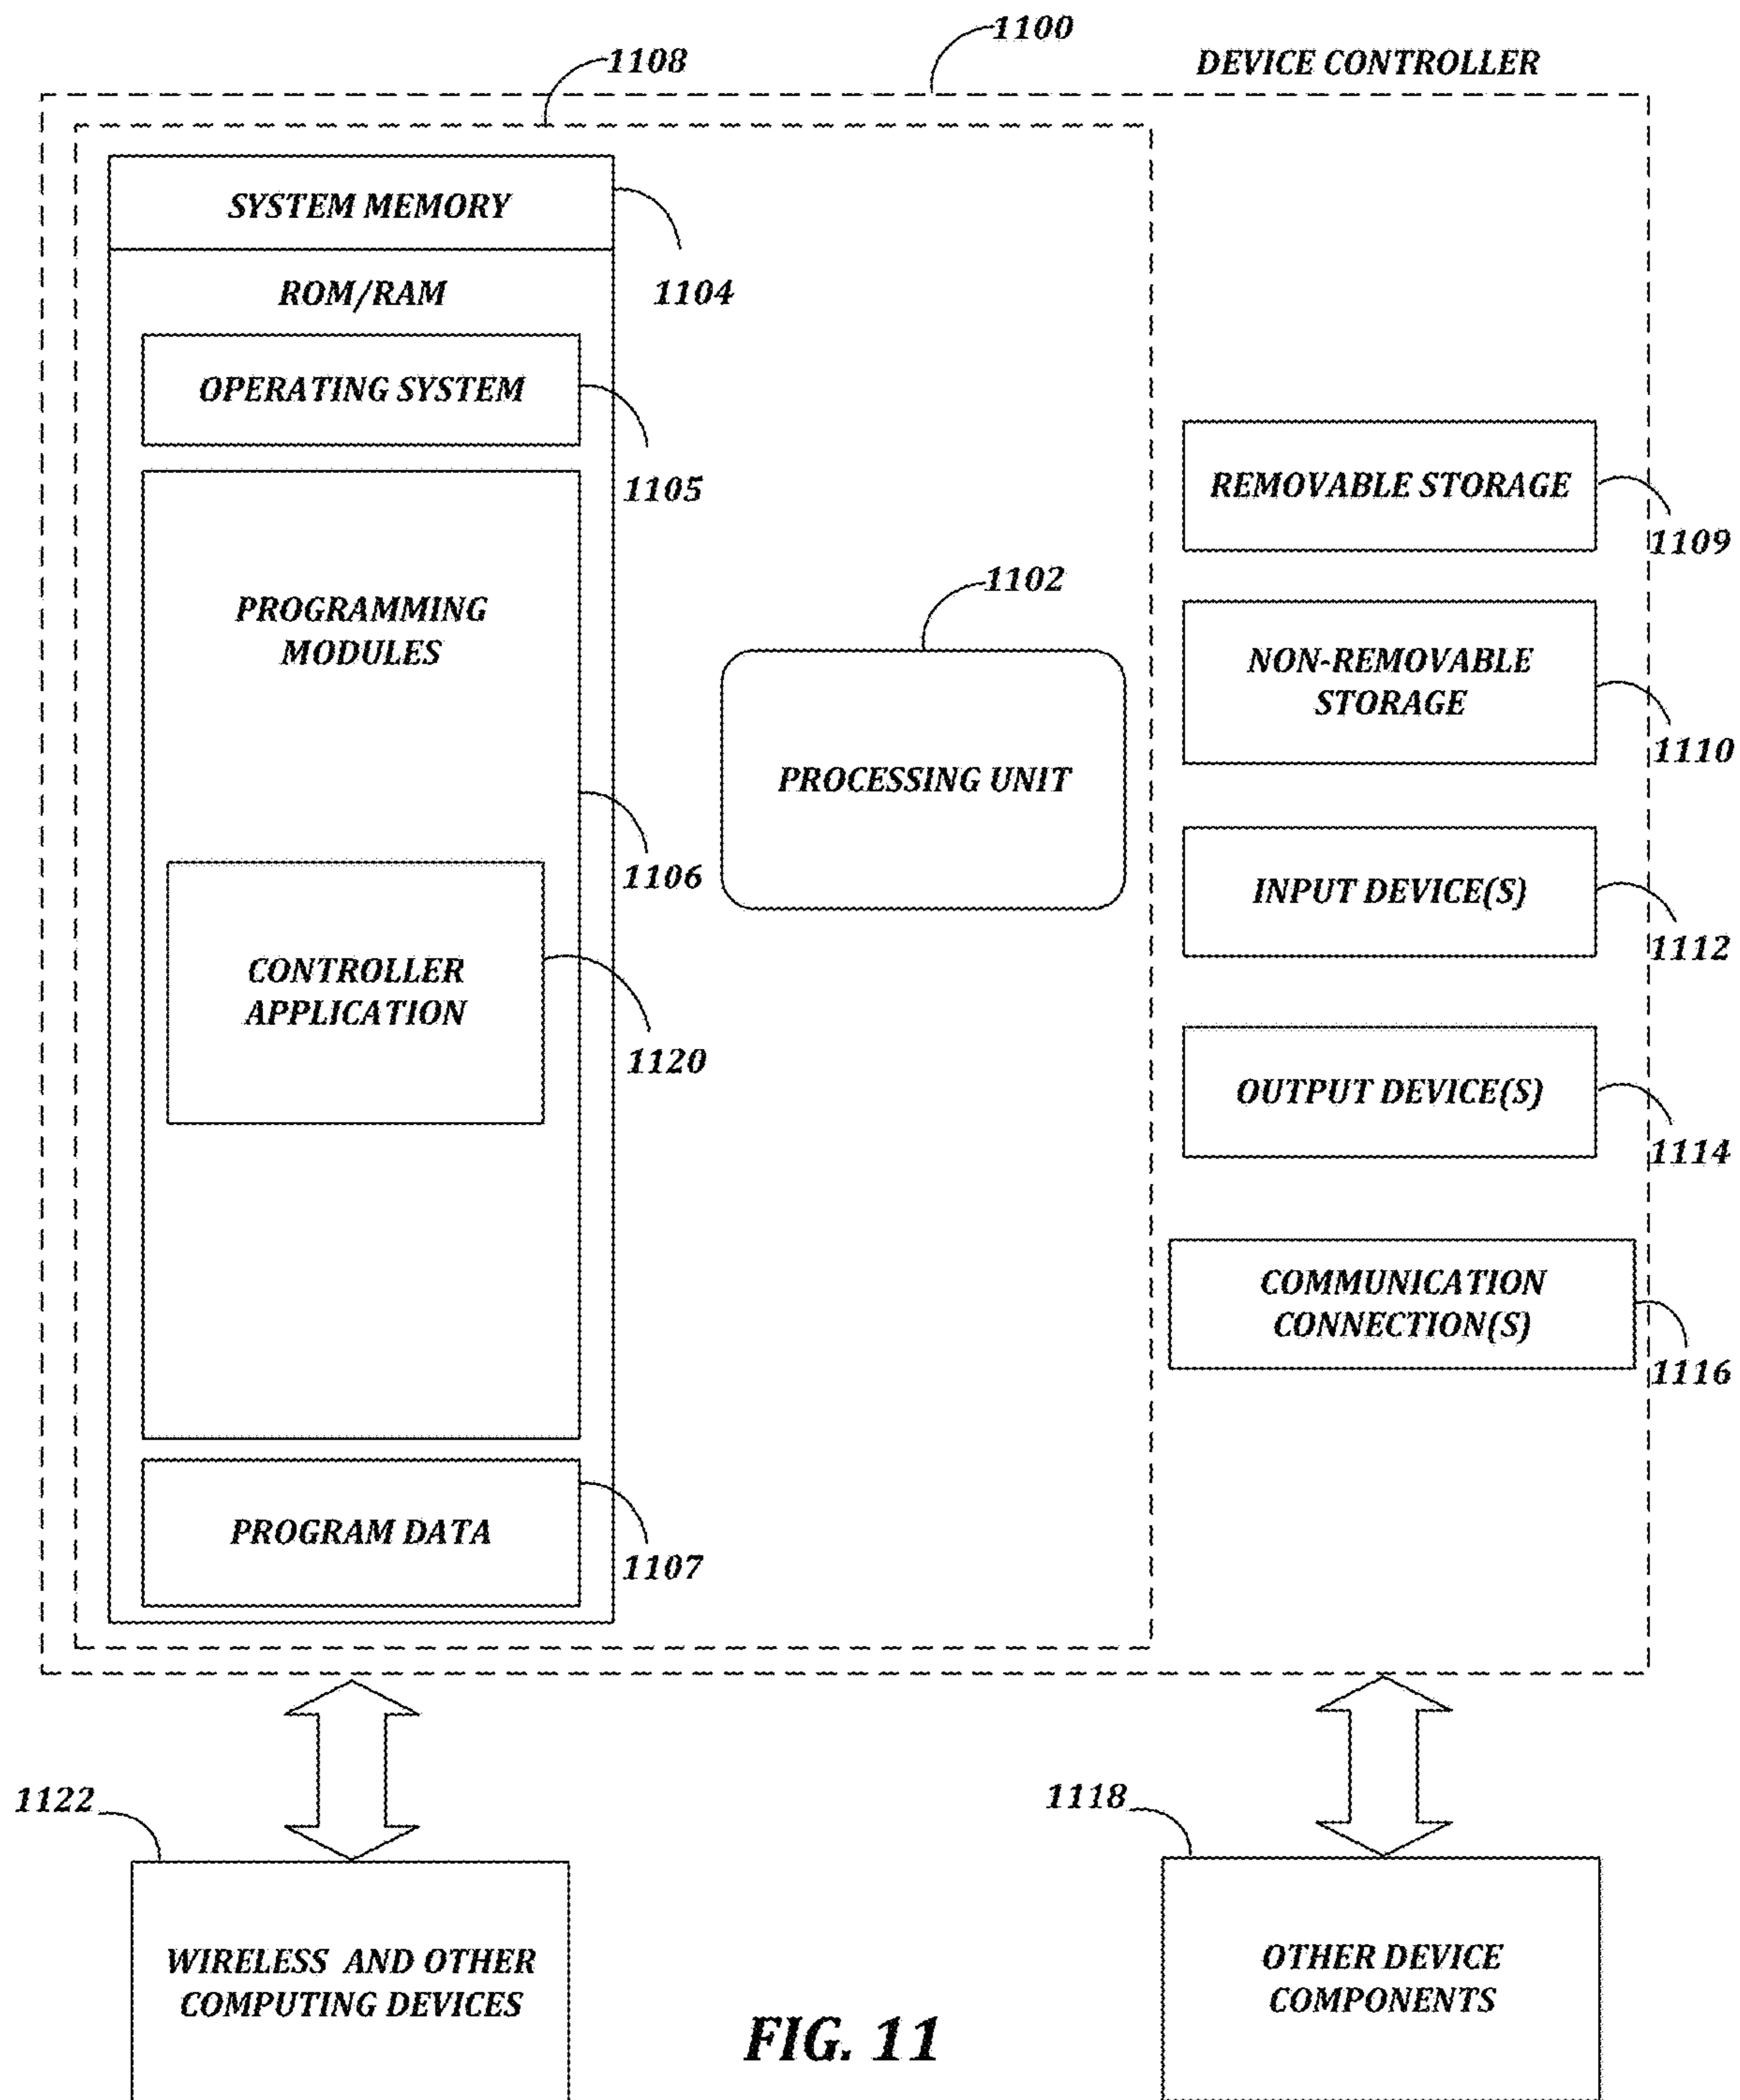 1100
DEVICE CONTROLLER
1108
SYSTEM MEMORY
1104
ROM/RAM
OPERATING SYSTEM
1105
PROGRAMMING
MODULES
1106
CONTROLLER
APPLICATION
1120
PROGRAM DATA
1107
1102
PROCESSING UNIT
REMOVABLE STORAGE
1109
NON-REMOVABLE
STORAGE
1110
INPUT DEVICE(S)
1112
OUTPUT DEVICE(S)
1114
COMMUNICATION
CONNECTION(S)
1116
1122
WIRELESS AND OTHER
COMPUTING DEVICES
1118
OTHER DEVICE
COMPONENTS
FIG. 11